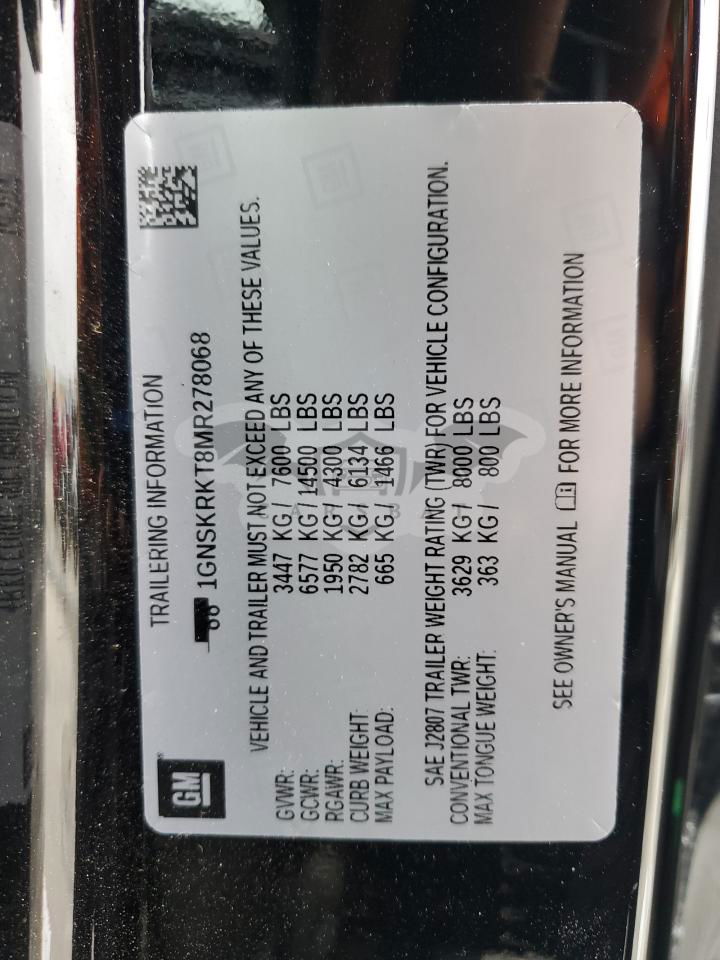 GM
TRAILERING INFORMATION
1GNSKRKT8MR278068
VEHICLE AND TRAILER MUST NOT EXCEED ANY OF THESE VALUES.
GVWR: 3447 KG / 7600 LBS
GCWR: 6577 KG / 14500 LBS
RGAWR: 1950 KG / 4300 LBS
CURB WEIGHT: 2782 KG / 6134 LBS
MAX PAYLOAD: 665 KG / 1466 LBS
SAE J2807 TRAILER WEIGHT RATING (TWR) FOR VEHICLE CONFIGURATION.
CONVENTIONAL TWR: 3629 KG / 8000 LBS
MAX TONGUE WEIGHT: 363 KG / 800 LBS
SEE OWNER'S MANUAL FOR MORE INFORMATION